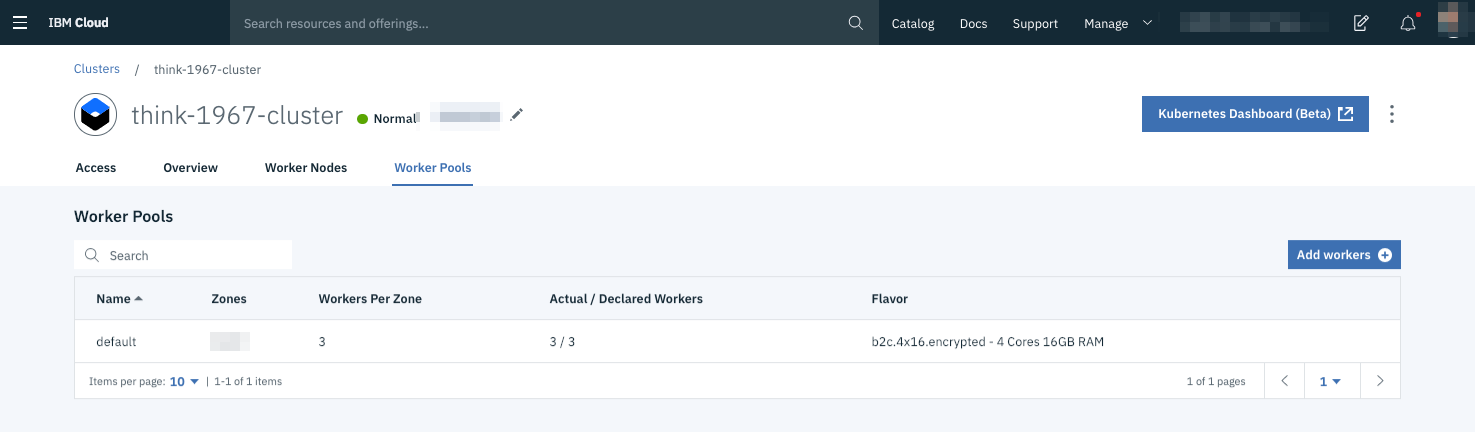 IBM Cloud Search resources and offerings... Catalog Docs Support Manage
Clusters / think-1967-cluster
think-1967-cluster Normal Kubernetes Dashboard (Beta)
Access Overview Worker Nodes Worker Pools
Worker Pools
Search Add workers
Name Zones Workers Per Zone Actual / Declared Workers Flavor
default 3 3 / 3 b2c.4x16.encrypted - 4 Cores 16GB RAM
Items per page: 10 | 1-1 of 1 items 1 of 1 pages 1